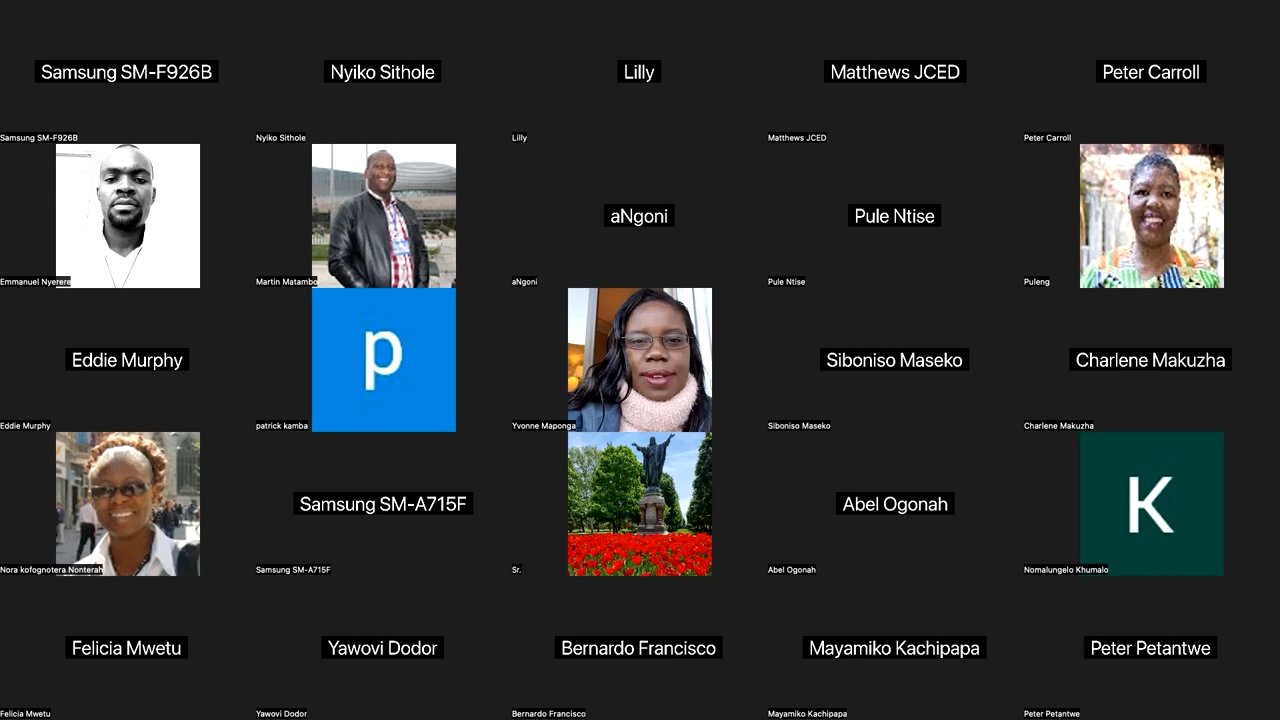 Samsung SM-F926B
Nyiko Sithole
Lilly
Matthews JCED
Peter Carroll
Samsung SM-F926B
Nyiko Sithole
Lilly
Matthews JCED
Peter Carroll
aNgoni
Pule Ntise
Emmanuel Nyerere
Martin Matambo
aNgoni
Pule Ntise
Puleng
Eddie Murphy
p
Siboniso Maseko
Charlene Makuzha
Eddie Murphy
patrick kamba
Yvonne Maponga
Siboniso Maseko
Charlene Makuzha
Samsung SM-A715F
Abel Ogonah
K
Nora kofognotera Nonterah
Samsung SM-A715F
Sr.
Abel Ogonah
Nomalungelo Khumalo
Felicia Mwetu
Yawovi Dodor
Bernardo Francisco
Mayamiko Kachipapa
Peter Petantwe
Felicia Mwetu
Yawovi Dodor
Bernardo Francisco
Mayamiko Kachipapa
Peter Petantwe